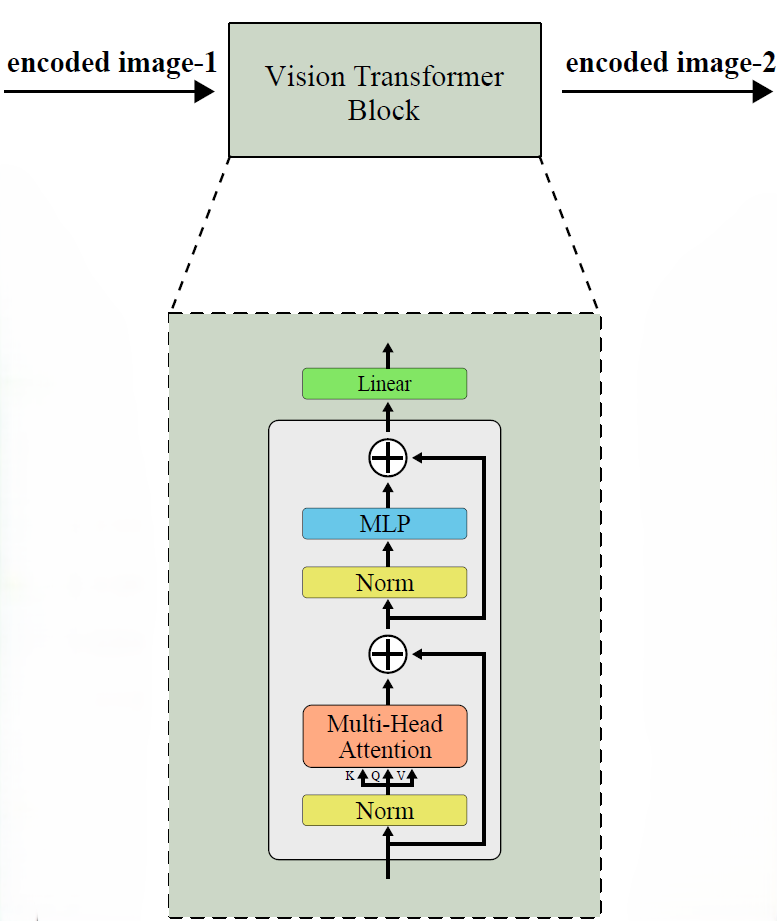 encoded image-1
Vision Transformer
Block
encoded image-2
Linear
MLP
Norm
Multi-Head
Attention
K Q V
Norm